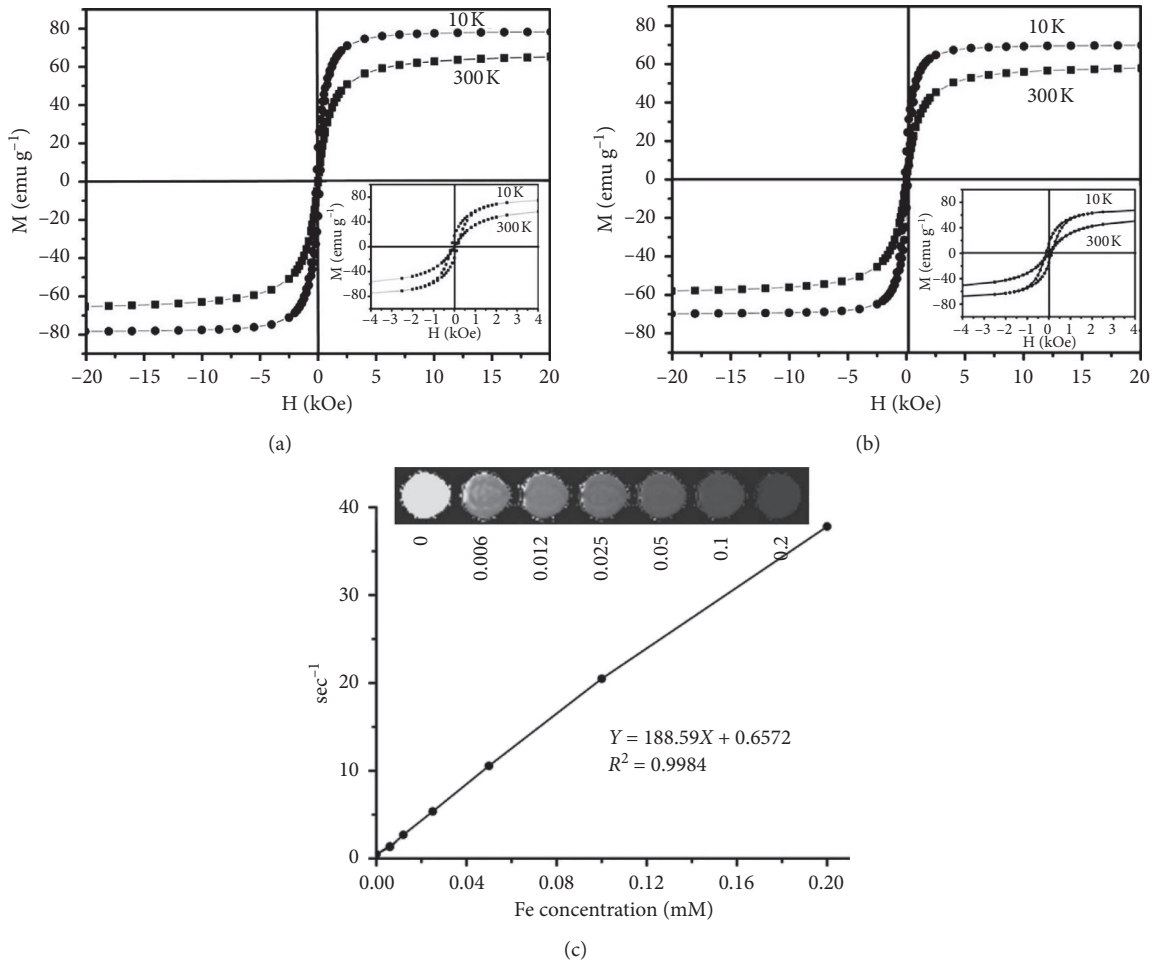 80
60
40
20
0
−20
−40
−60
−80
M (emu g⁻¹)
10 K
300 K
−20 −15 −10 −5 0 5 10 15 20
H (kOe)
80
40
0
−40
−80
M (emu g⁻¹)
10 K
300 K
−4 −3 −2 −1 0 1 2 3 4
H (kOe)
(a)
80
60
40
20
0
−20
−40
−60
−80
M (emu g⁻¹)
10 K
300 K
−20 −15 −10 −5 0 5 10 15 20
H (kOe)
80
40
0
−40
−80
M (emu g⁻¹)
10 K
300 K
−4 −3 −2 −1 0 1 2 3 44
H (kOe)
(b)
0 0.006 0.012 0.025 0.05 0.1 0.2
40
30
20
10
0
sec⁻¹
Y = 188.59X + 0.6572
R² = 0.9984
0.00 0.04 0.08 0.12 0.16 0.20
Fe concentration (mM)
(c)